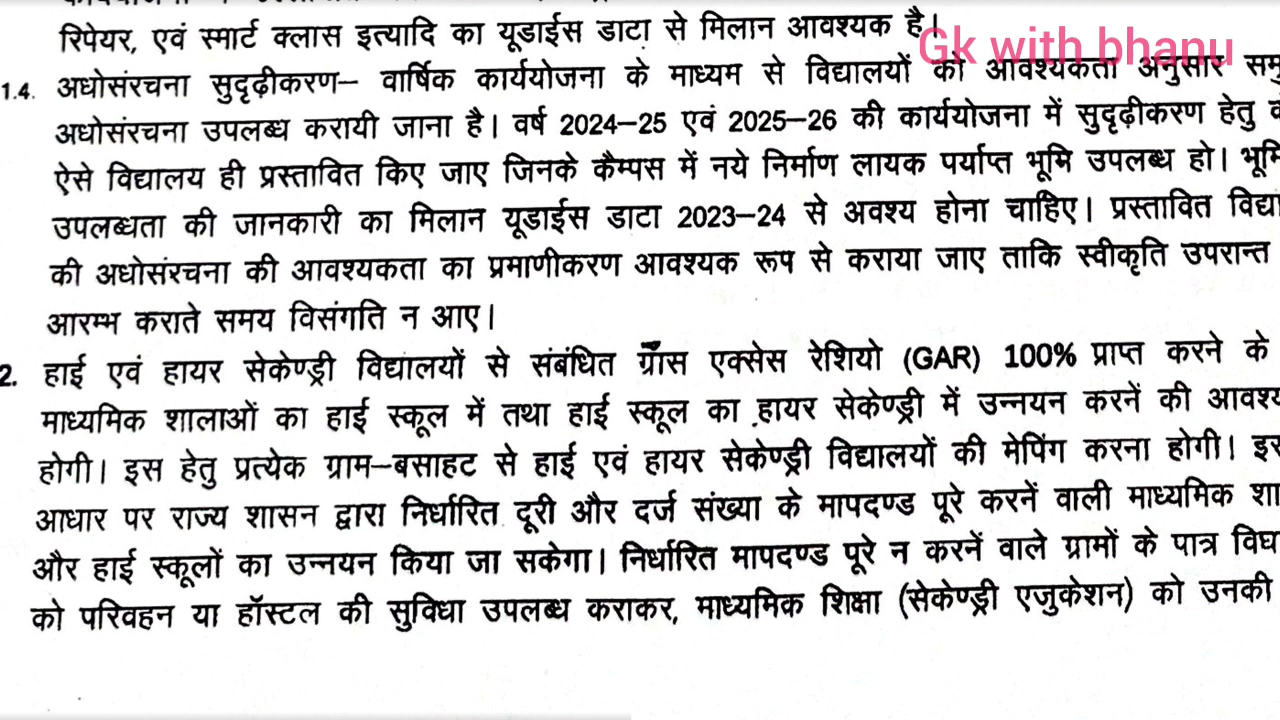 रिपेयर, एवं स्मार्ट क्लास इत्यादि का यूडाईस डाटा से मिलान आवश्यक है।
Gk with bhanu
1.4. अधोसंरचना सुदृढ़ीकरण– वार्षिक कार्ययोजना के माध्यम से विद्यालयों को आवश्यकता अनुसार
अधोसंरचना उपलब्ध करायी जाना है। वर्ष 2024–25 एवं 2025–26 की कार्ययोजना में सुदृढ़ीकरण हेतु
ऐसे विद्यालय ही प्रस्तावित किए जाए जिनके कैम्पस में नये निर्माण लायक पर्याप्त भूमि उपलब्ध हो।
उपलब्धता की जानकारी का मिलान यूडाईस डाटा 2023–24 से अवश्य होना चाहिए। प्रस्तावित
की अधोसंरचना की आवश्यकता का प्रमाणीकरण आवश्यक रूप से कराया जाए ताकि स्वीकृति उपरान्त
आरम्भ कराते समय विसंगति न आए।
2. हाई एवं हायर सेकेण्ड्री विद्यालयों से संबंधित ग्रॉस एक्सेस रेशियो (GAR) 100% प्राप्त करने के
माध्यमिक शालाओं का हाई स्कूल में तथा हाई स्कूल का हायर सेकेण्ड्री में उन्नयन करनें की
होगी। इस हेतु प्रत्येक ग्राम–बसाहट से हाई एवं हायर सेकेण्ड्री विद्यालयों की मेपिंग करना होगी।
आधार पर राज्य शासन द्वारा निर्धारित दूरी और दर्ज संख्या के मापदण्ड पूरे करनें वाली माध्यमिक
और हाई स्कूलों का उन्नयन किया जा सकेगा। निर्धारित मापदण्ड पूरे न करनें वाले ग्रामों के पात्र
को परिवहन या हॉस्टल की सुविधा उपलब्ध कराकर, माध्यमिक शिक्षा (सेकेण्ड्री एजुकेशन) को उनकी